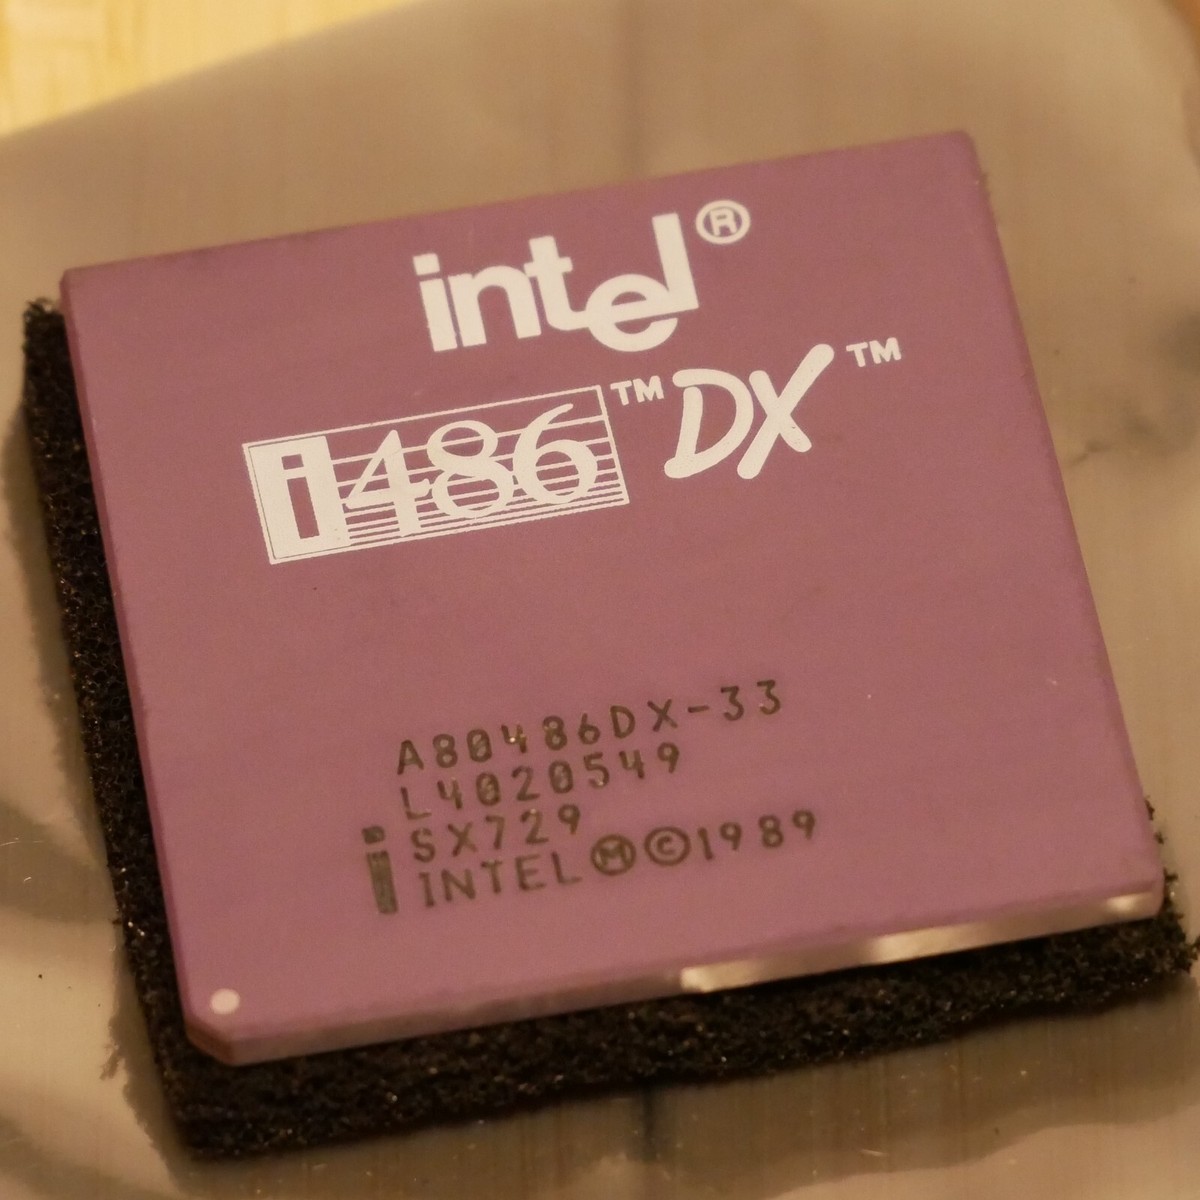 intel®
i486™ DX™
A80486DX-33
L4020549
i SX729
INTEL Ⓜ © 1989